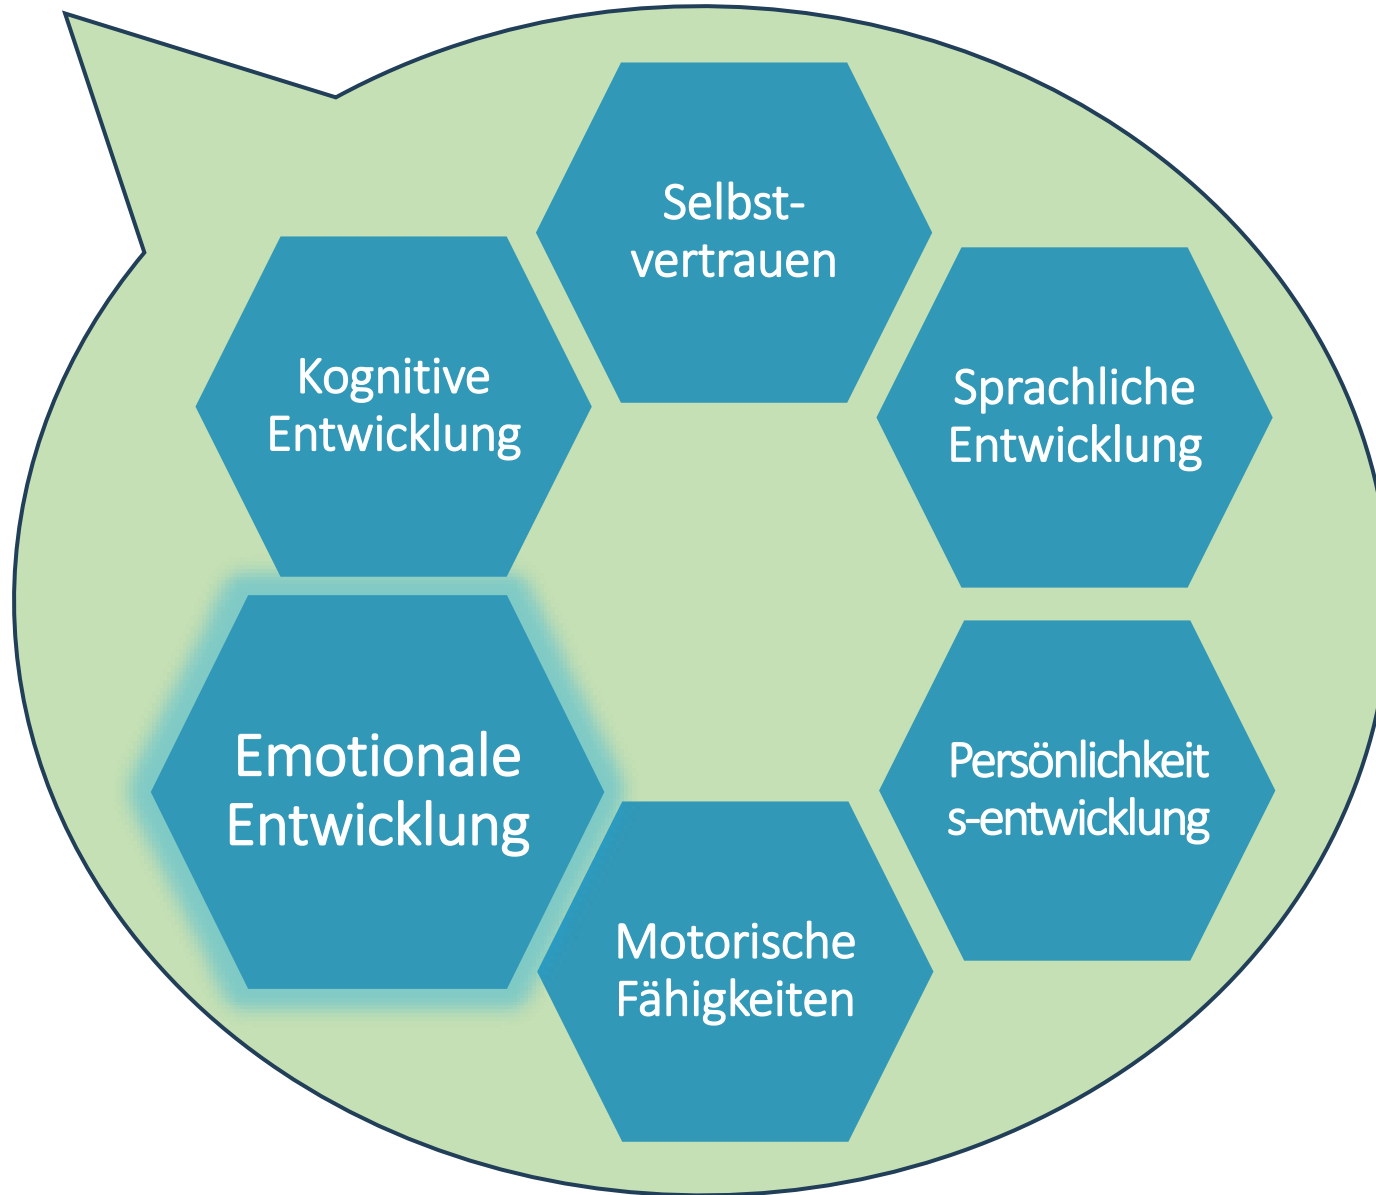 Selbst-
vertrauen
Kognitive
Entwicklung
Sprachliche
Entwicklung
Emotionale
Entwicklung
Persönlichkeit
s-entwicklung
Motorische
Fähigkeiten